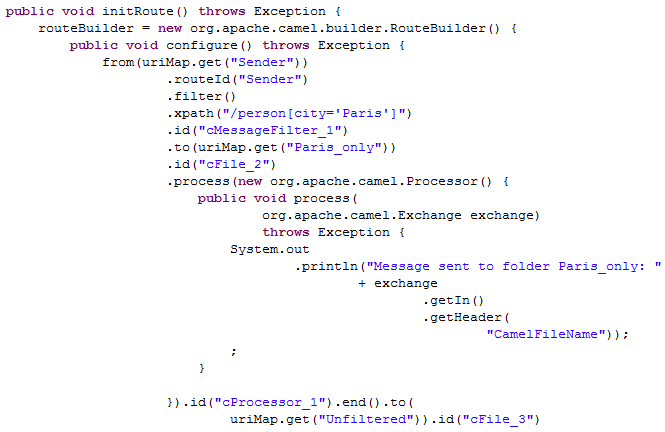 public void initRoute() throws Exception {
    routeBuilder = new org.apache.camel.builder.RouteBuilder() {
        public void configure() throws Exception {
            from(uriMap.get("Sender"))
                    .routeId("Sender")
                    .filter()
                    .xpath("/person[city='Paris']")
                    .id("cMessageFilter_1")
                    .to(uriMap.get("Paris_only"))
                    .id("cFile_2")
                    .process(new org.apache.camel.Processor() {
                        public void process(
                                org.apache.camel.Exchange exchange)
                                throws Exception {
                            System.out
                                    .println("Message sent to folder Paris_only: "
                                            + exchange
                                                    .getIn()
                                                    .getHeader(
                                                            "CamelFileName"));
                            ;
                        }
                    }).id("cProcessor_1").end().to(
                            uriMap.get("Unfiltered")).id("cFile_3")